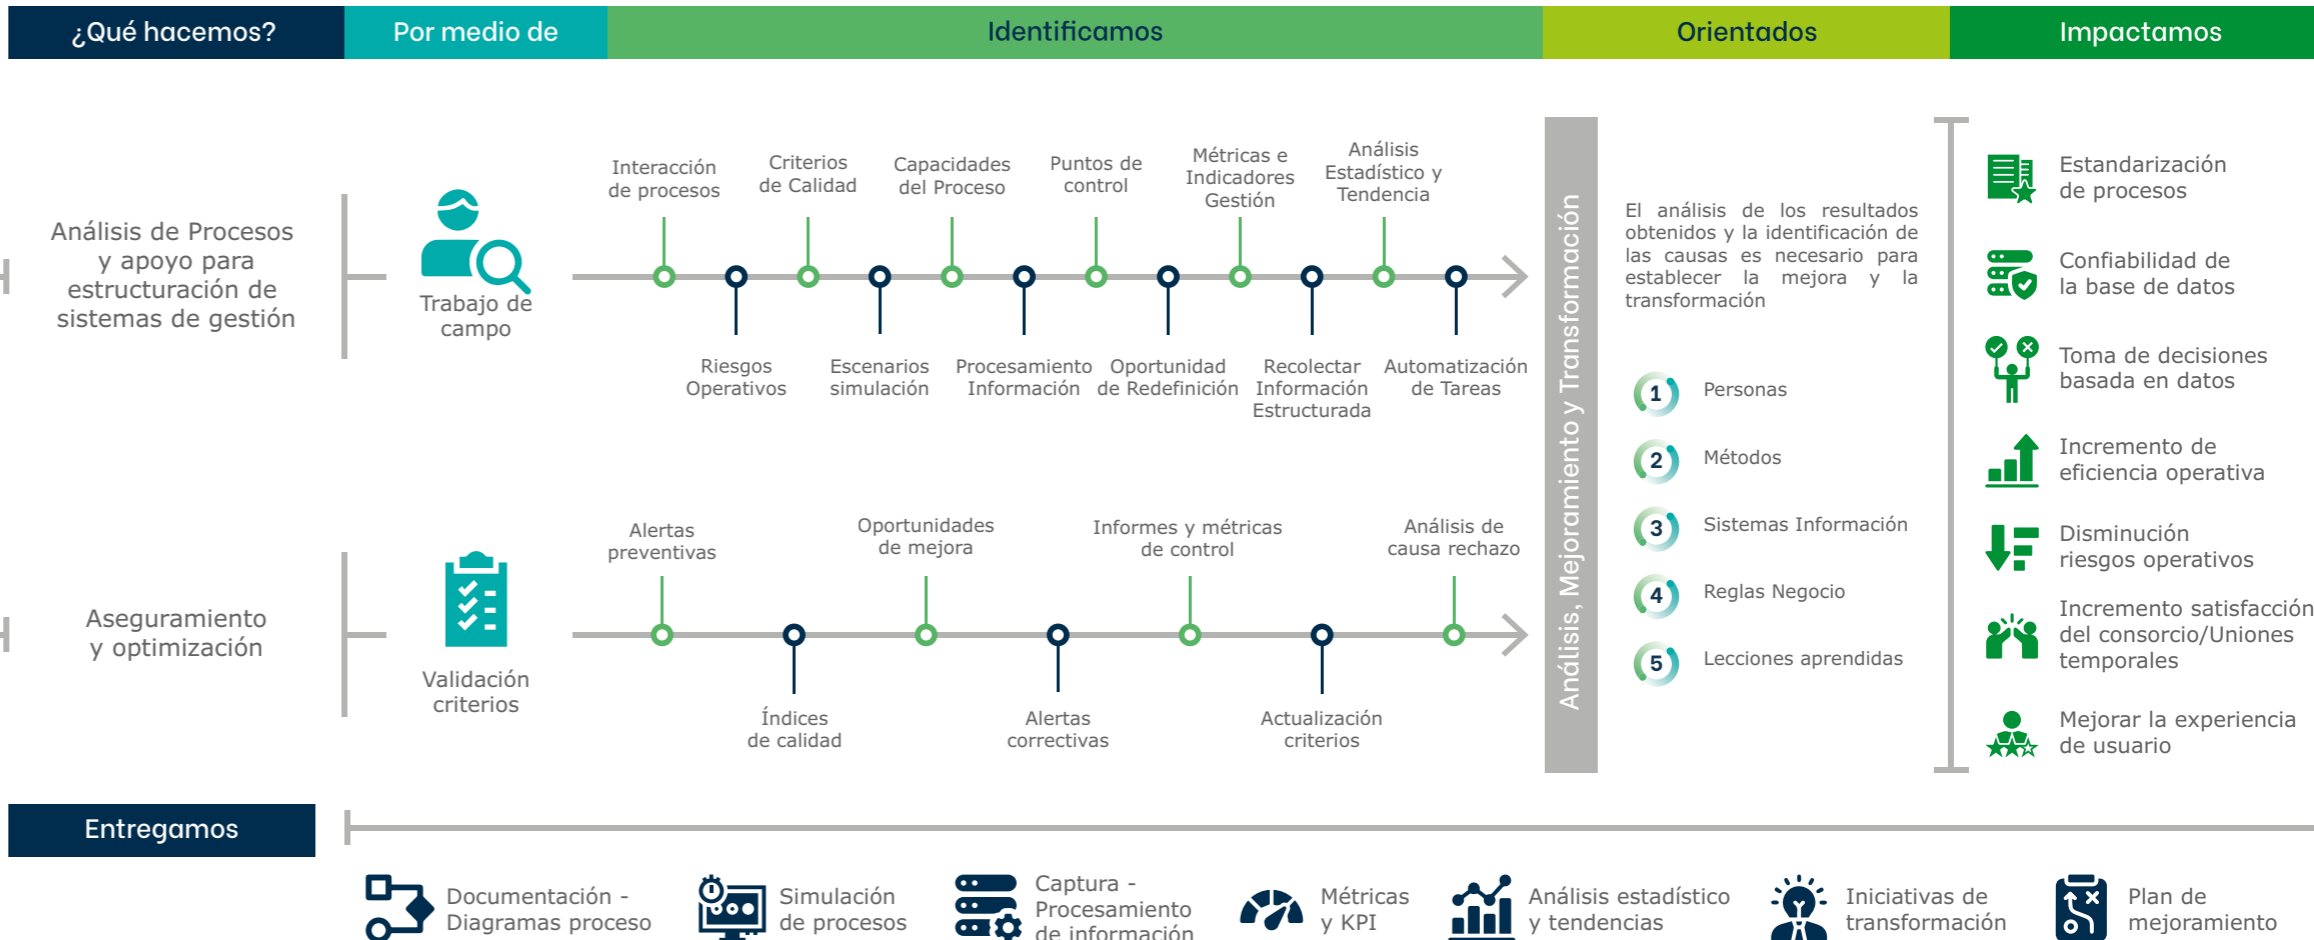 ¿Qué hacemos?
Por medio de
Identificamos
Orientados
Impactamos
Análisis de Procesos
y apoyo para
estructuración de
sistemas de gestión
Trabajo de
campo
Interacción
de procesos
Criterios
de Calidad
Capacidades
del Proceso
Puntos de
control
Métricas e
Indicadores
Gestión
Análisis
Estadístico y
Tendencia
Riesgos
Operativos
Escenarios
simulación
Procesamiento
Información
Oportunidad
de Redefinición
Recolectar
Información
Estructurada
Automatización
de Tareas
Aseguramiento
y optimización
Validación
criterios
Alertas
preventivas
Oportunidades
de mejora
Informes y métricas
de control
Análisis de
causa rechazo
Índices
de calidad
Alertas
correctivas
Actualización
criterios
Análisis, Mejoramiento y Transformación
El análisis de los resultados
obtenidos y la identificación de
las causas es necesario para
establecer la mejora y la
transformación
1 Personas
2 Métodos
3 Sistemas Información
4 Reglas Negocio
5 Lecciones aprendidas
Estandarización
de procesos
Confiabilidad de
la base de datos
Toma de decisiones
basada en datos
Incremento de
eficiencia operativa
Disminución
riesgos operativos
Incremento satisfacción
del consorcio/Uniones
temporales
Mejorar la experiencia
de usuario
Entregamos
Documentación -
Diagramas proceso
Simulación
de procesos
Captura -
Procesamiento
de información
Métricas
y KPI
Análisis estadístico
y tendencias
Iniciativas de
transformación
Plan de
mejoramiento